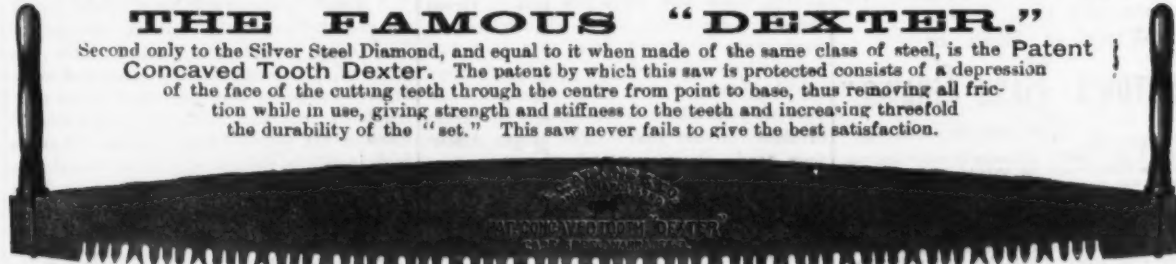 THE FAMOUS “DEXTER.”
Second only to the Silver Steel Diamond, and equal to it when made of the same class of steel, is the Patent
Concaved Tooth Dexter. The patent by which this saw is protected consists of a depression
of the face of the cutting teeth through the centre from point to base, thus removing all fric-
tion while in use, giving strength and stiffness to the teeth and increasing threefold
the durability of the “set.” This saw never fails to give the best satisfaction.
PAT. CONCAVED TOOTH "DEXTER"